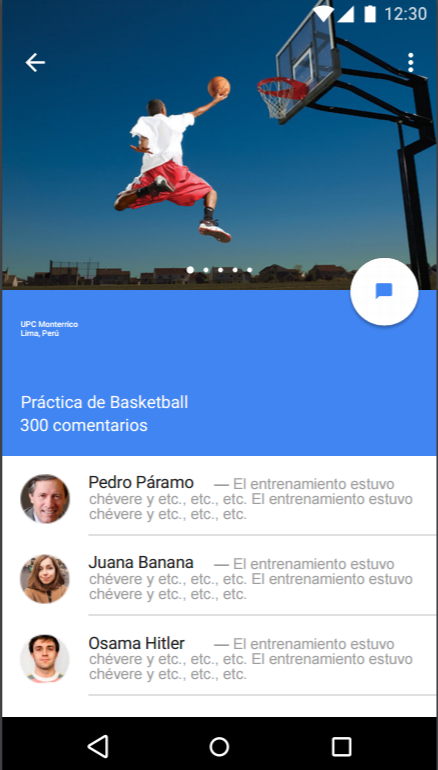 12:30
UPC Monterrico
Lima, Perú
Práctica de Basketball
300 comentarios
Pedro Páramo — El entrenamiento estuvo
chévere y etc., etc., etc. El entrenamiento estuvo
chévere y etc., etc., etc.
Juana Banana — El entrenamiento estuvo
chévere y etc., etc., etc. El entrenamiento estuvo
chévere y etc., etc., etc.
Osama Hitler — El entrenamiento estuvo
chévere y etc., etc., etc. El entrenamiento estuvo
chévere y etc., etc., etc.